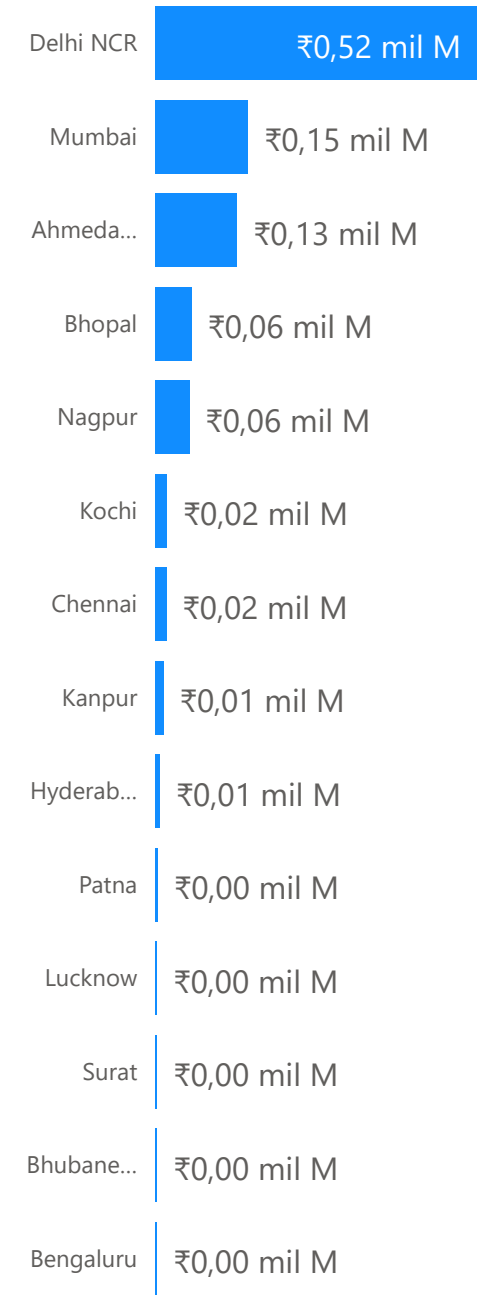 Delhi NCR ₹0,52 mil M
Mumbai ₹0,15 mil M
Ahmeda... ₹0,13 mil M
Bhopal ₹0,06 mil M
Nagpur ₹0,06 mil M
Kochi ₹0,02 mil M
Chennai ₹0,02 mil M
Kanpur ₹0,01 mil M
Hyderab... ₹0,01 mil M
Patna ₹0,00 mil M
Lucknow ₹0,00 mil M
Surat ₹0,00 mil M
Bhubane... ₹0,00 mil M
Bengaluru ₹0,00 mil M